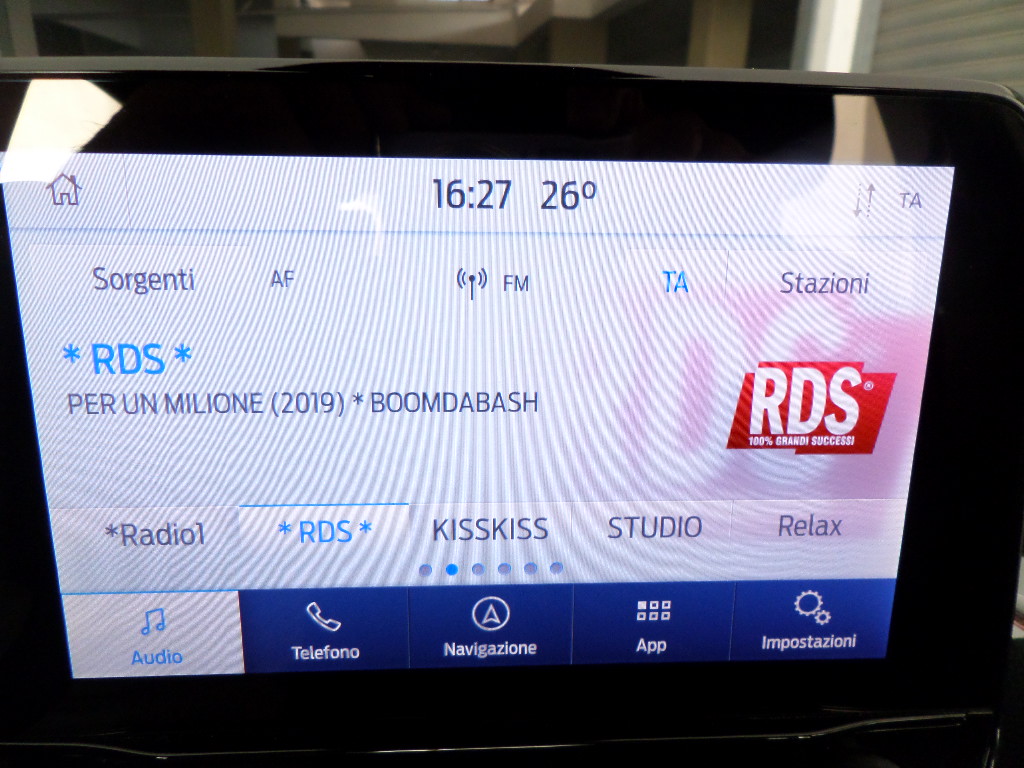 16:27 26º
TA
Sorgenti AF FM TA Stazioni
* RDS *
PER UN MILIONE (2019) * BOOMDABASH
RDS®
100% GRANDI SUCCESSI
*Radio1 * RDS * KISSKISS STUDIO Relax
Audio Telefono Navigazione App Impostazioni